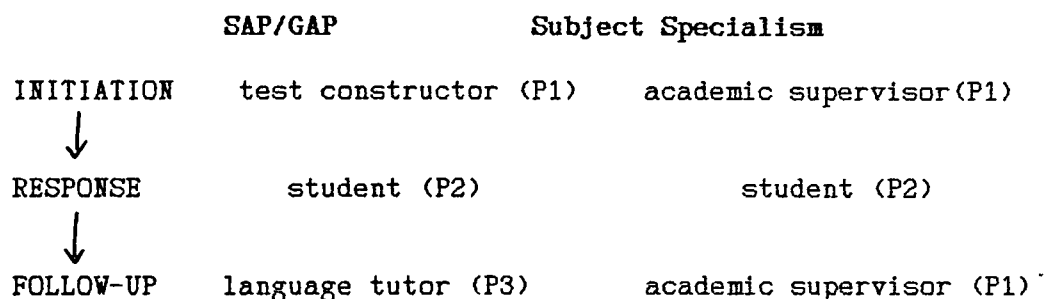 SAP/GAP Subject Specialism
INITIATION test constructor (P1) academic supervisor(P1)
RESPONSE student (P2) student (P2)
FOLLOW-UP language tutor (P3) academic supervisor (P1)